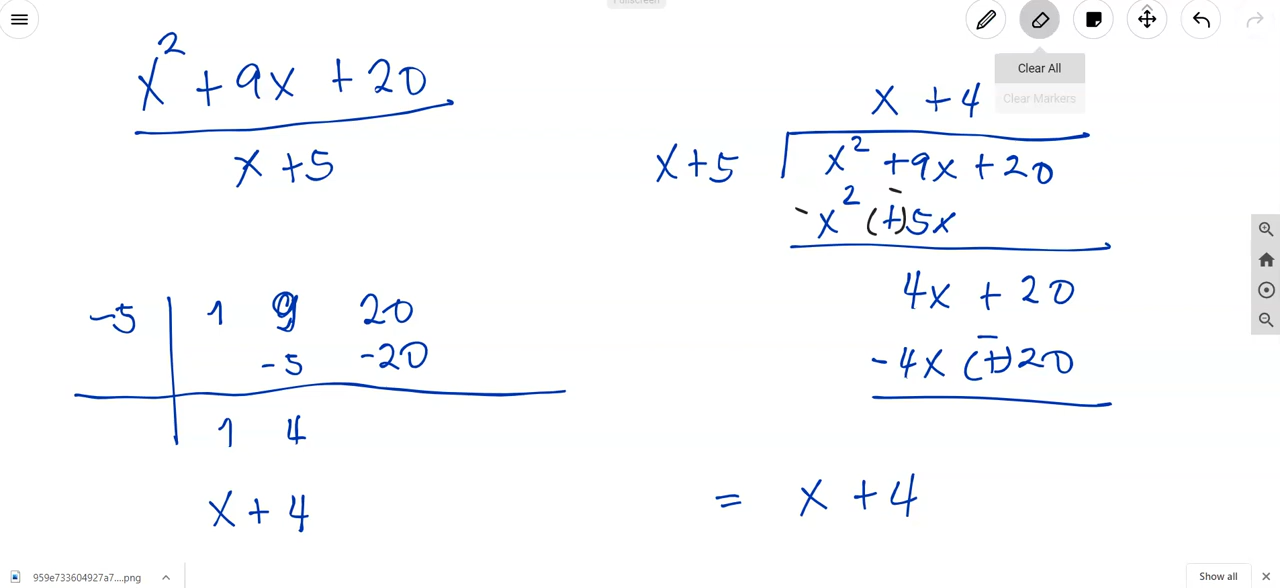 Fullscreen
Clear All
Clear Markers
x² + 9x + 20
x + 5
-5 | 1 9 20
-5 -20
1 4
x + 4
x + 4
x + 5 x² + 9x + 20
- x² (+) 5x
-
4x + 20
-
- 4x (+) 20
= x + 4
959e733604927a7....png
Show all